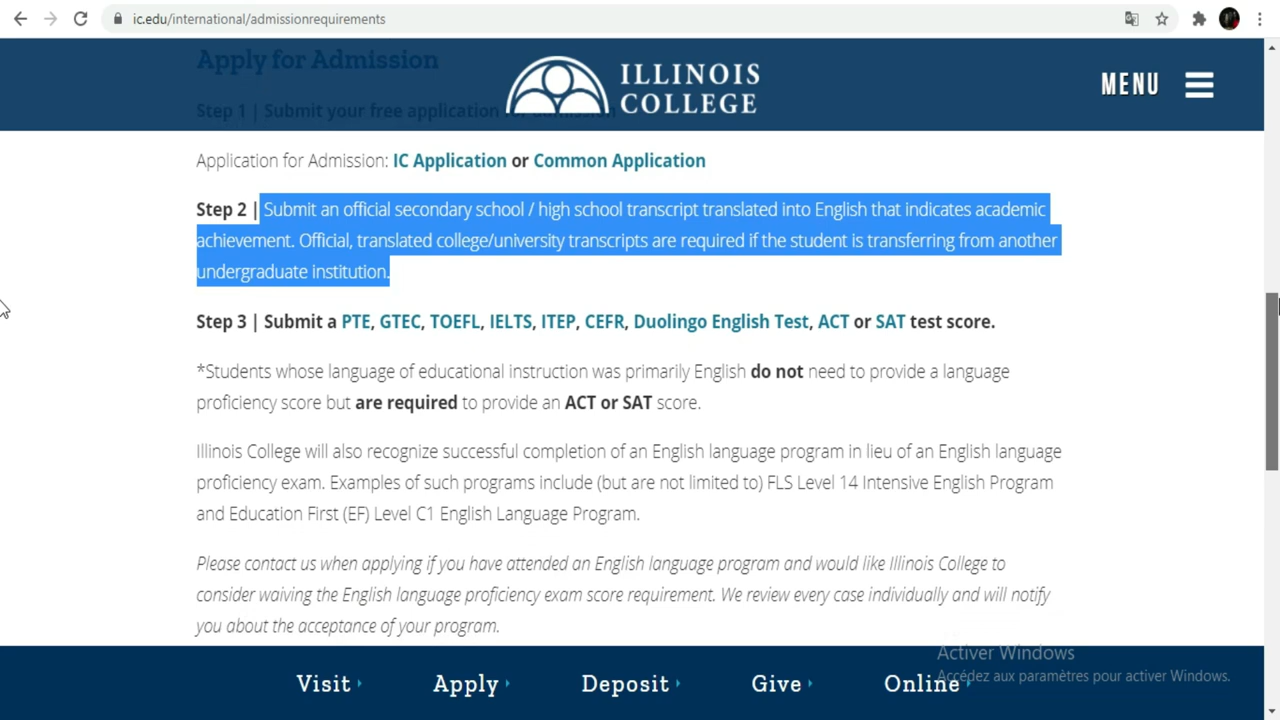 ic.edu/international/admissionrequirements
Apply for Admission
ILLINOIS
COLLEGE
MENU
Step 1 | Submit your free application for admission
Application for Admission: IC Application or Common Application
Step 2 | Submit an official secondary school / high school transcript translated into English that indicates academic
achievement. Official, translated college/university transcripts are required if the student is transferring from another
undergraduate institution.
Step 3 | Submit a PTE, GTEC, TOEFL, IELTS, ITEP, CEFR, Duolingo English Test, ACT or SAT test score.
*Students whose language of educational instruction was primarily English do not need to provide a language
proficiency score but are required to provide an ACT or SAT score.
Illinois College will also recognize successful completion of an English language program in lieu of an English language
proficiency exam. Examples of such programs include (but are not limited to) FLS Level 14 Intensive English Program
and Education First (EF) Level C1 English Language Program.
Please contact us when applying if you have attended an English language program and would like Illinois College to
consider waiving the English language proficiency exam score requirement. We review every case individually and will notify
you about the acceptance of your program.
Activer Windows
Accédez aux paramètres pour activer Windows.
Visit Apply Deposit Give Online